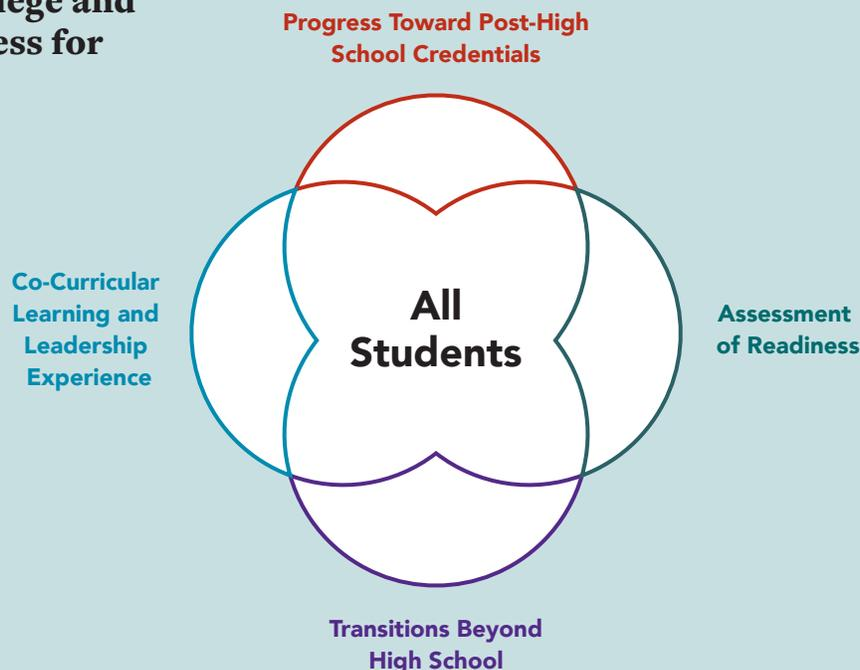 and
ess for
Progress Toward Post-High
School Credentials
Co-Curricular
Learning and
Leadership
Experience
All
Students
Assessment
of Readiness
Transitions Beyond
High School